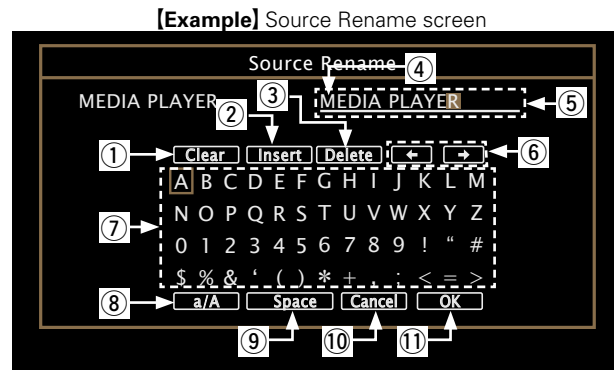 【Example】 Source Rename screen
Source Rename
④
MEDIA PLAYER
② ③
MEDIA PLAYER
⑤
① Clear Insert Delete ← → ⑥
A B C D E F G H I J K L M
N O P Q R S T U V W X Y Z
⑦
0 1 2 3 4 5 6 7 8 9 ! “ #
$ % & ‘ ( ) * + , : < = >
⑧ a/A Space Cancel OK
⑨ ⑩ ⑪